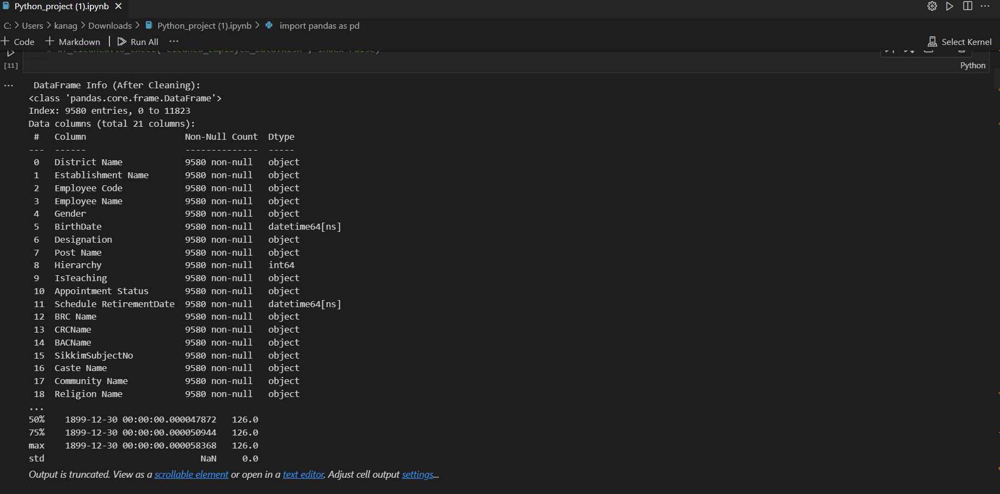 Python_project (1).ipynb
C: > Users > kanag > Downloads > Python_project (1).ipynb > import pandas as pd
+ Code + Markdown | Run All ... Select Kernel
# df_cleaned.to_excel("Cleaned_Employee_Data.xlsx", index=False)
[11] Python
DataFrame Info (After Cleaning):
<class 'pandas.core.frame.DataFrame'>
Index: 9580 entries, 0 to 11823
Data columns (total 21 columns):
 #   Column                   Non-Null Count  Dtype
---  ------                   --------------  -----
 0   District Name            9580 non-null   object
 1   Establishment Name       9580 non-null   object
 2   Employee Code            9580 non-null   object
 3   Employee Name            9580 non-null   object
 4   Gender                   9580 non-null   object
 5   BirthDate                9580 non-null   datetime64[ns]
 6   Designation              9580 non-null   object
 7   Post Name                9580 non-null   object
 8   Hierarchy                9580 non-null   int64
 9   IsTeaching               9580 non-null   object
 10  Appointment Status       9580 non-null   object
 11  Schedule RetirementDate  9580 non-null   datetime64[ns]
 12  BRC Name                 9580 non-null   object
 13  CRCName                  9580 non-null   object
 14  BACName                  9580 non-null   object
 15  SikkimSubjectNo          9580 non-null   object
 16  Caste Name               9580 non-null   object
 17  Community Name           9580 non-null   object
 18  Religion Name            9580 non-null   object
...
50%    1899-12-30 00:00:00.000047872   126.0
75%    1899-12-30 00:00:00.000050944   126.0
max    1899-12-30 00:00:00.000058368   126.0
std                              NaN     0.0
Output is truncated. View as a scrollable element or open in a text editor. Adjust cell output settings...